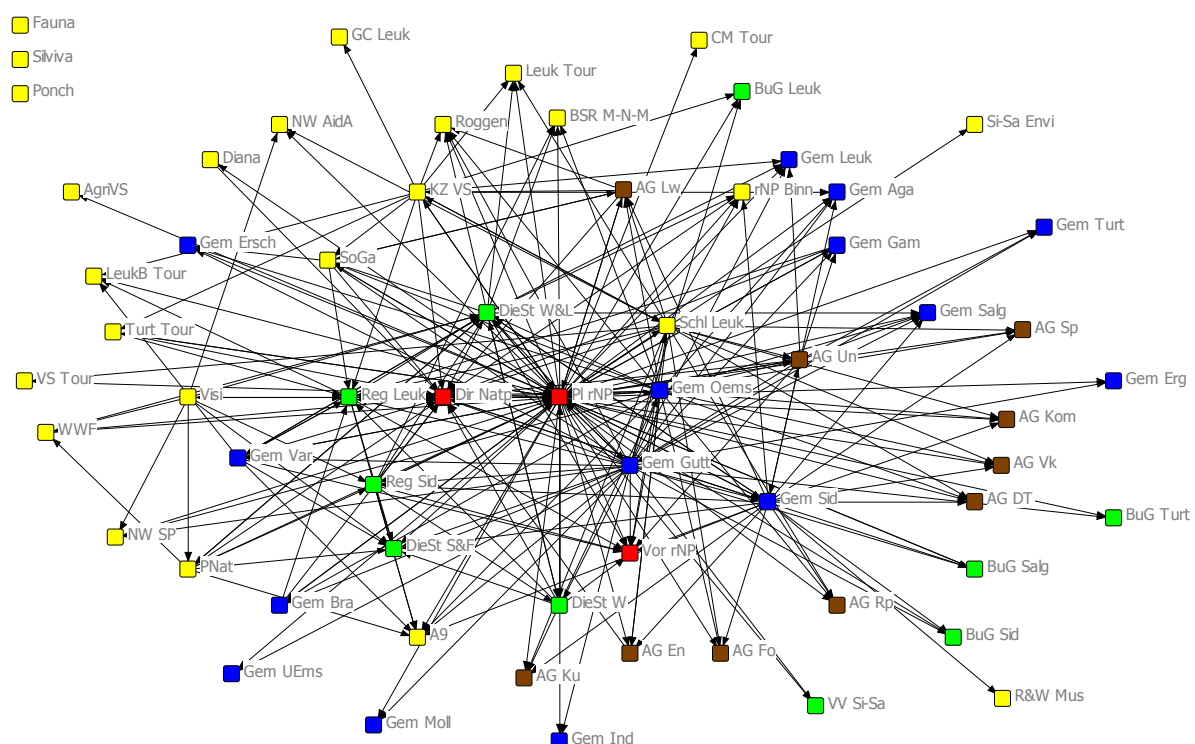 Fauna
GC Leuk
CM Tour
Silviva
Leuk Tour
Ponch
BuG Leuk
NW AidA
Roggen
BSR M-N-M
Si-Sa Envi
Diana
Gem Leuk
AgriVS
KZ VS
AG Lw
rNP Binn
Gem Aga
Gem Turt
Gem Ersch
SoGa
Gem Gam
LeukB Tour
DieSt W&L
Schl Leuk
Gem Salg
Turt Tour
AG Sp
AG Un
VS Tour
Visi
Reg Leuk
Dir Natp
Pl rNP
Gem Oems
Gem Erg
WWF
AG Kom
Gem Var
Gem Gutt
AG Vk
Reg Sid
Gem Sid
AG DT
BuG Turt
NW SP
DieSt S&F
Vor rNP
PNat
BuG Salg
Gem Bra
DieSt W
AG Rp
A9
BuG Sid
Gem UEms
AG Ku
AG En
AG Fo
R&W Mus
VV Si-Sa
Gem Moll
Gem Ind